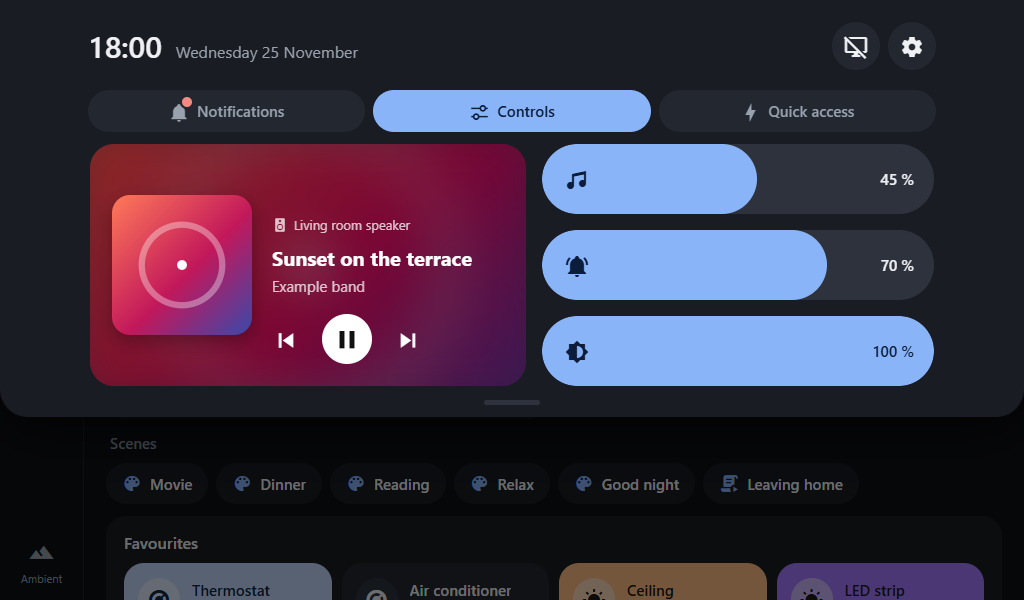 18:00 Wednesday 25 November
Notifications Controls Quick access
Living room speaker
Sunset on the terrace
Example band
45 %
70 %
100 %
Scenes
Movie Dinner Reading Relax Good night Leaving home
Favourites
Ambient
Thermostat Air conditioner Ceiling LED strip